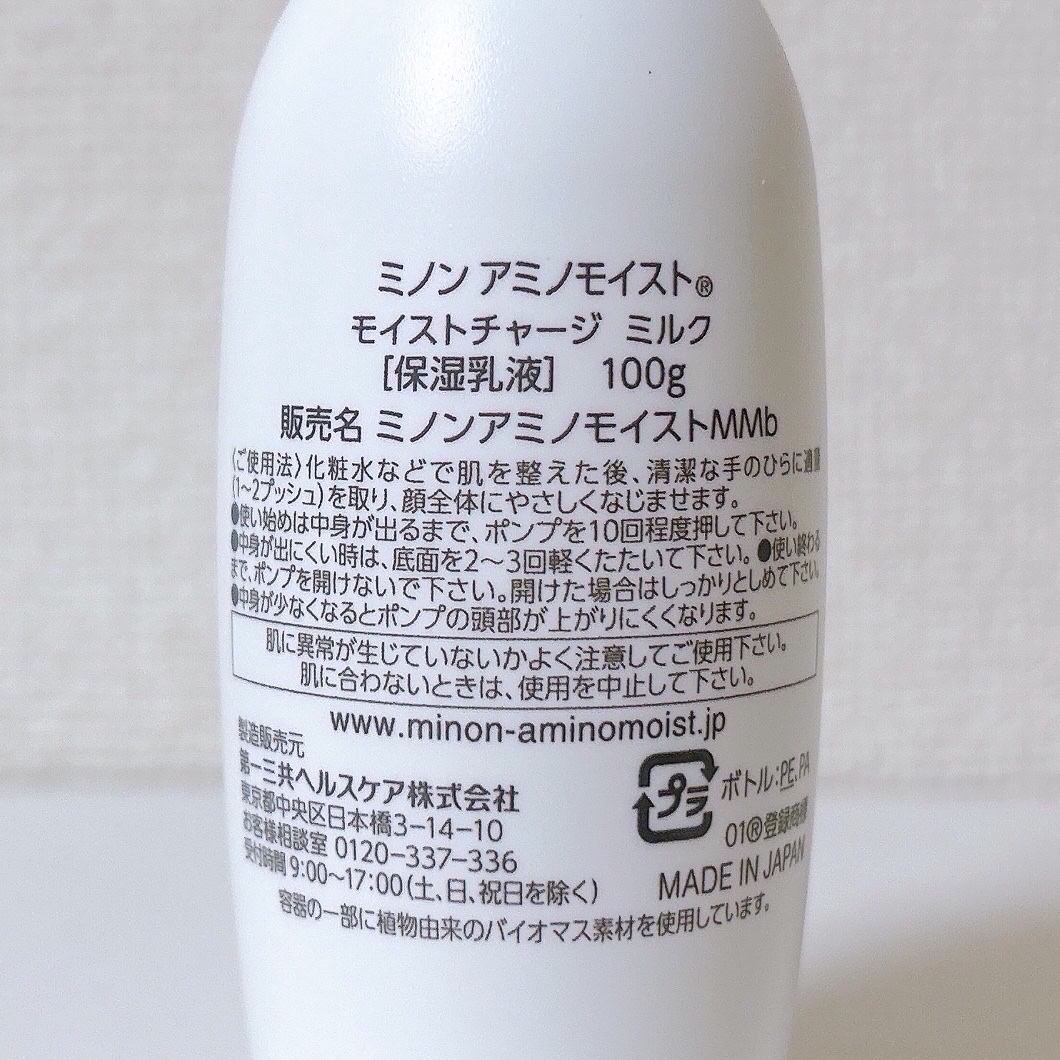 ミノン アミノモイスト®
モイストチャージ ミルク
[保湿乳液] 100g
販売名 ミノンアミノモイストMMb
〈ご使用法〉化粧水などで肌を整えた後、清潔な手のひらに適量
(1~2プッシュ)を取り、顔全体にやさしくなじませます。
●使い始めは中身が出るまで、ポンプを10回程度押して下さい。
●中身が出にくい時は、底面を2~3回軽くたたいて下さい。●使い終わる
まで、ポンプを開けないで下さい。開けた場合はしっかりとしめて下さい。
●中身が少なくなるとポンプの頭部が上がりにくくなります。
肌に異常が生じていないかよく注意してご使用下さい。
肌に合わないときは、使用を中止して下さい。
www.minon-aminomoist.jp
製造販売元
第一三共ヘルスケア株式会社
東京都中央区日本橋3-14-10
お客様相談室 0120-337-336
受付時間 9:00~17:00(土、日、祝日を除く)
プラ
ボトル:PE,PA
01®登録商標
MADE IN JAPAN
容器の一部に植物由来のバイオマス素材を使用しています。